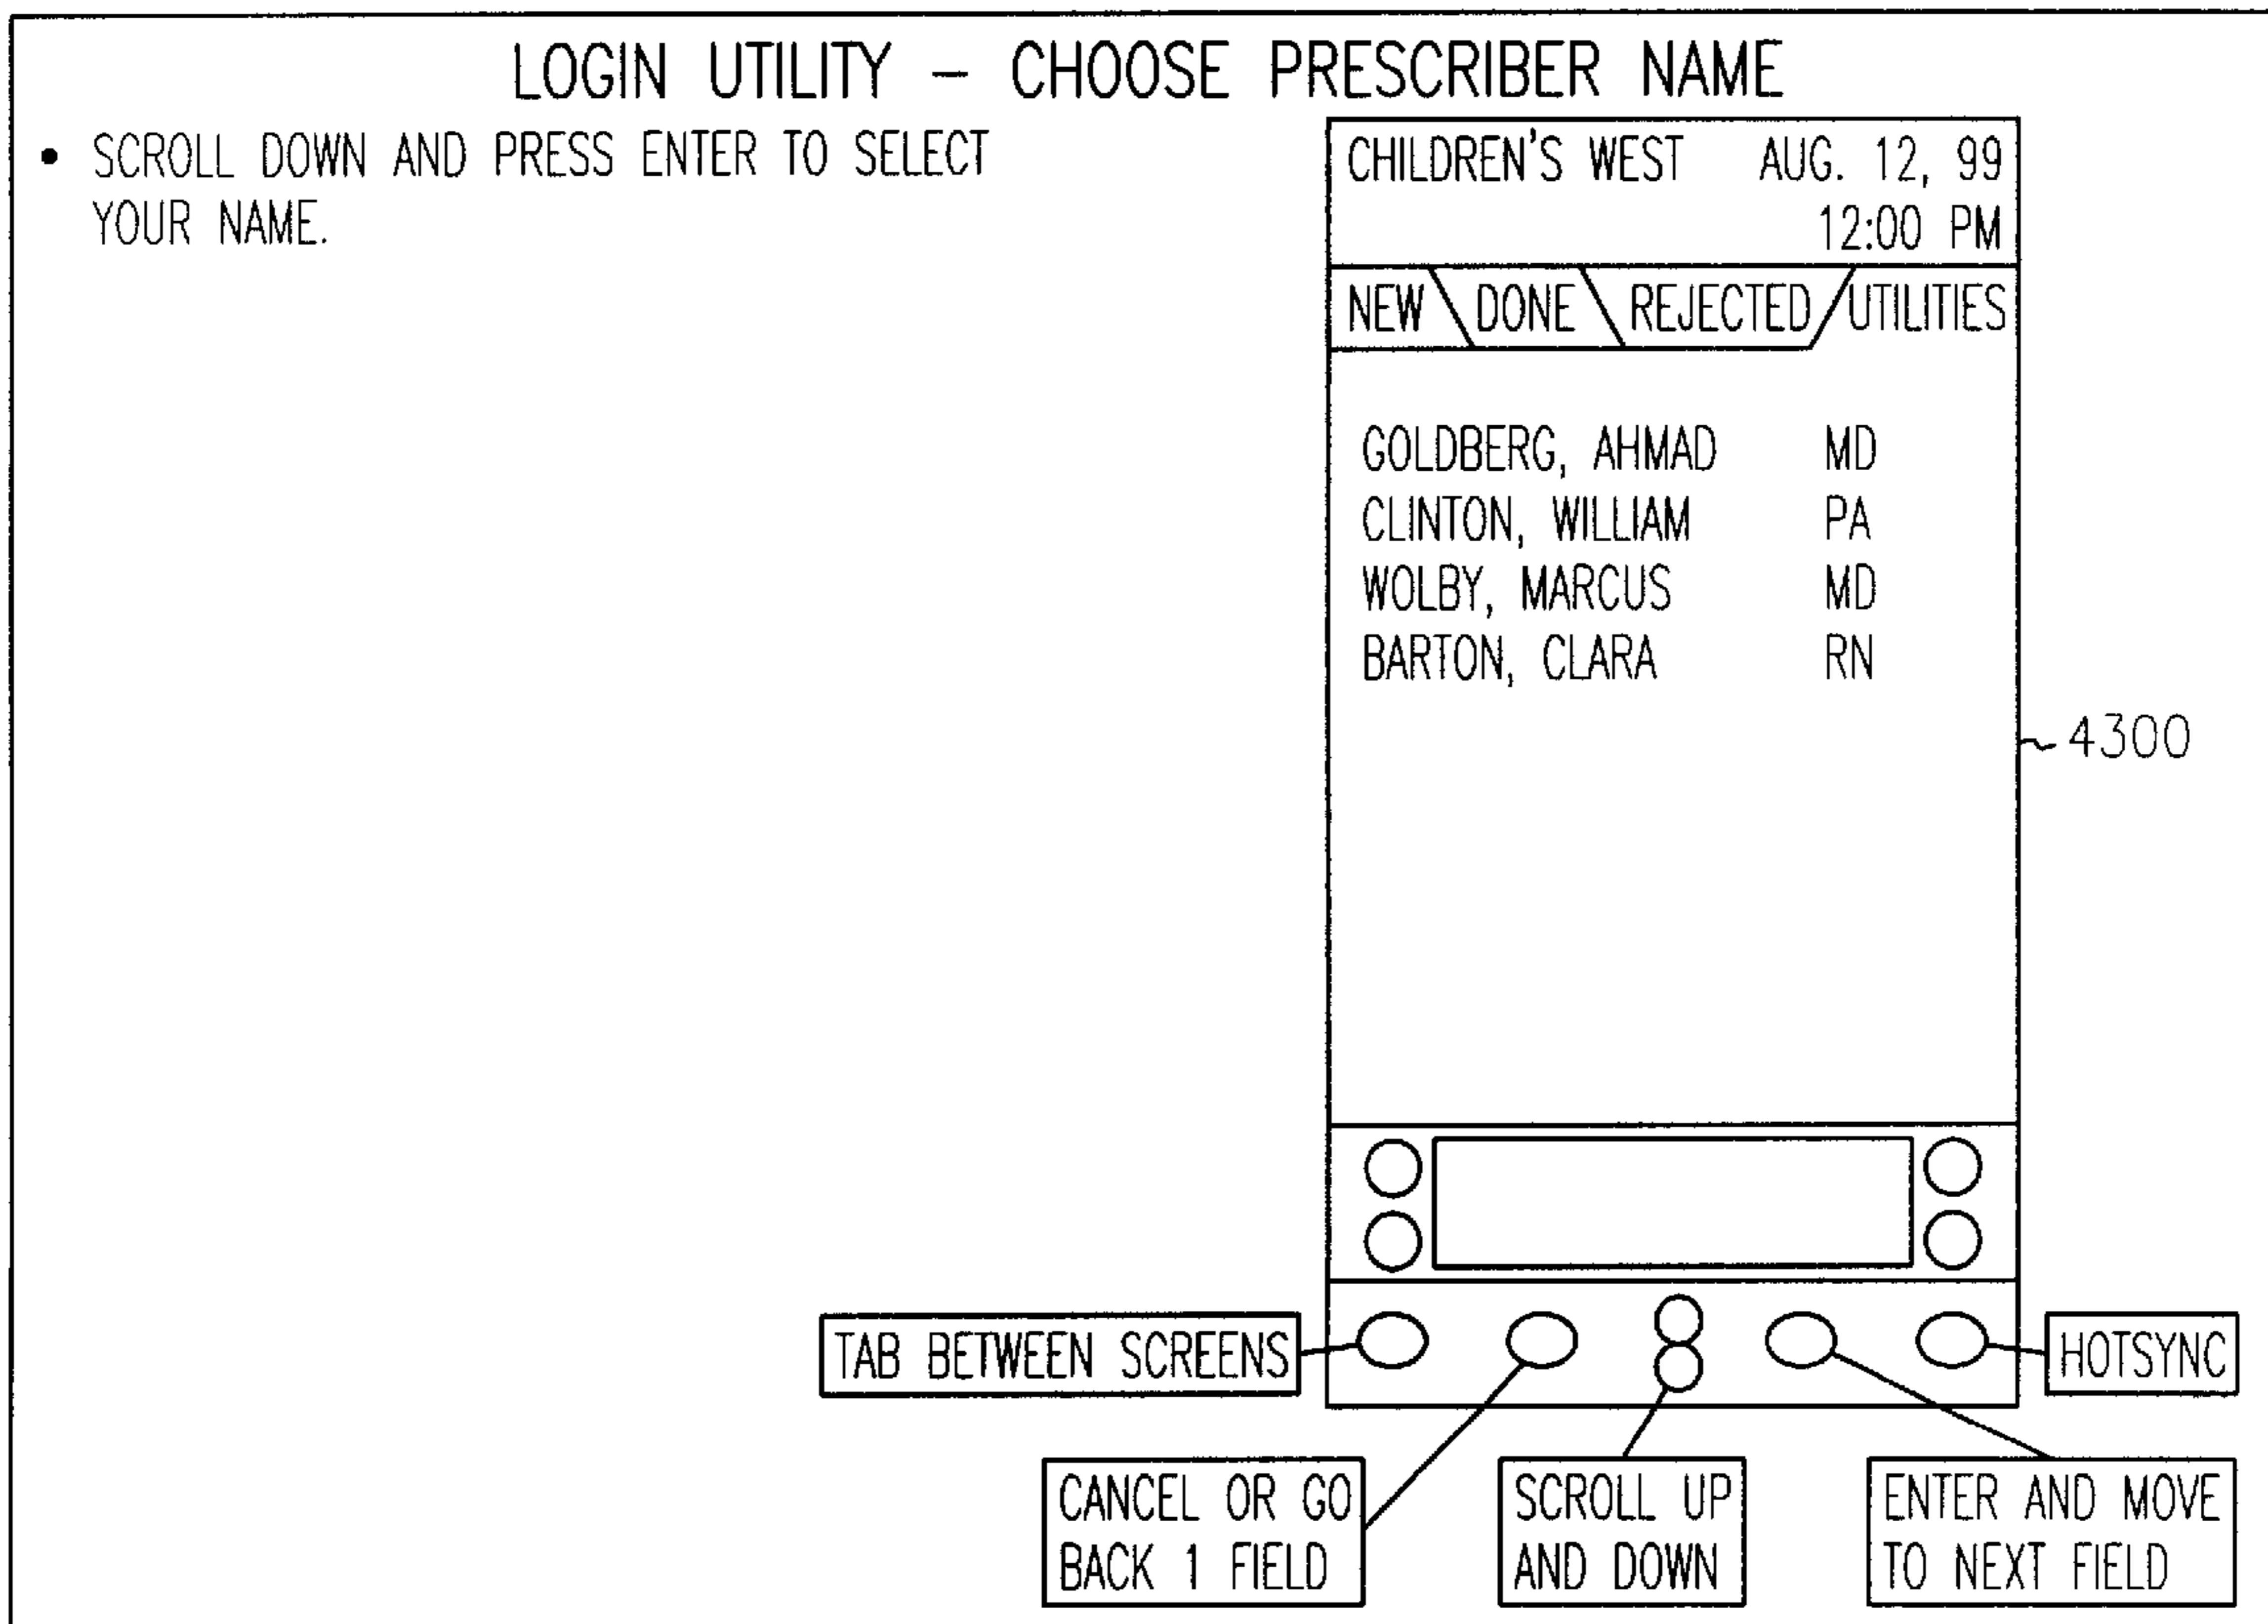 LOGIN UTILITY – CHOOSE PRESCRIBER NAME
• SCROLL DOWN AND PRESS ENTER TO SELECT
YOUR NAME.
CHILDREN'S WEST AUG. 12, 99
12:00 PM
NEW DONE REJECTED UTILITIES
GOLDBERG, AHMAD MD
CLINTON, WILLIAM PA
WOLBY, MARCUS MD
BARTON, CLARA RN
4300
TAB BETWEEN SCREENS
HOTSYNC
CANCEL OR GO
BACK 1 FIELD
SCROLL UP
AND DOWN
ENTER AND MOVE
TO NEXT FIELD